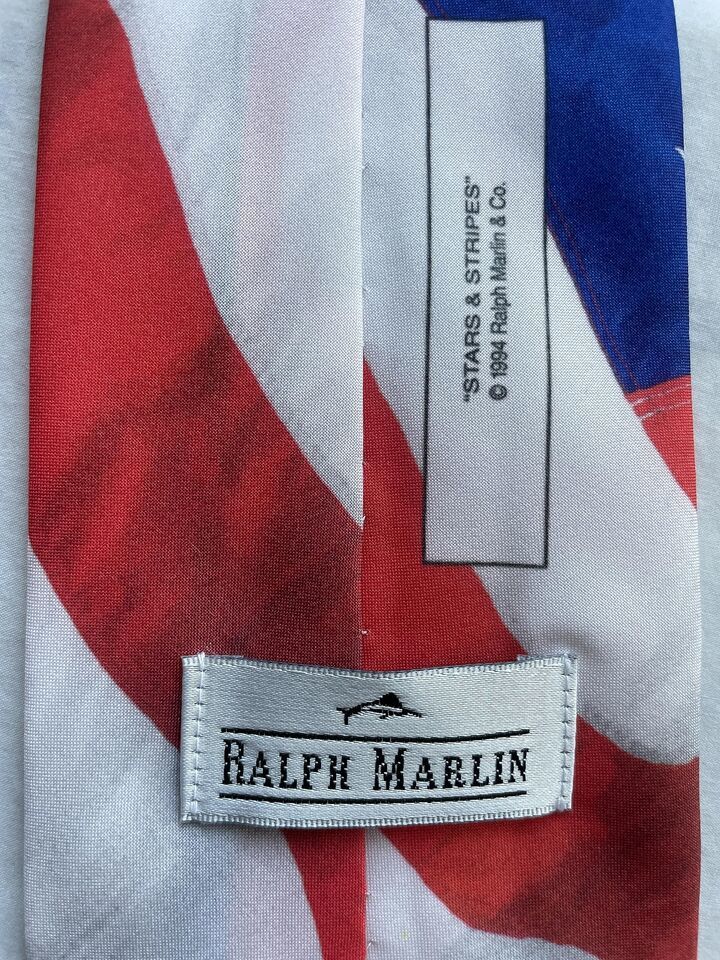 "STARS & STRIPES"
© 1994 Ralph Marlin & Co.
RALPH MARLIN